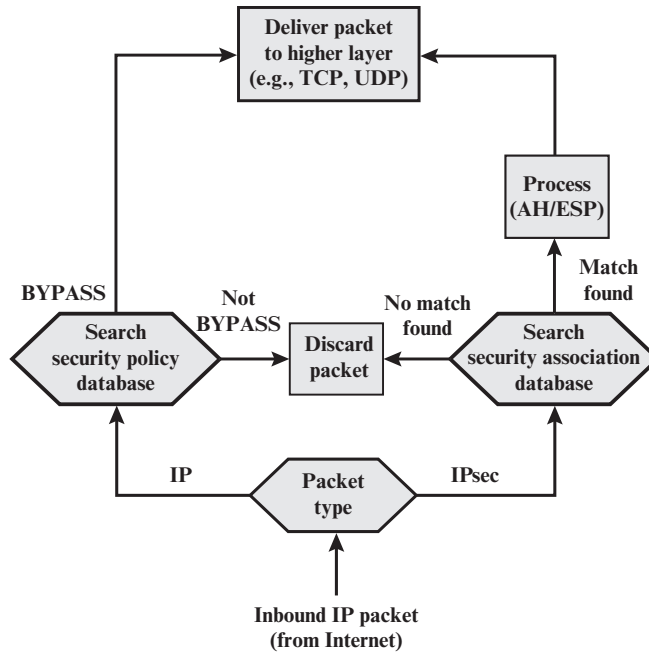 Deliver packet
to higher layer
(e.g., TCP, UDP)
Process
(AH/ESP)
BYPASS
Not
BYPASS
No match
found
Match
found
Search
security policy
database
Discard
packet
Search
security association
database
IP
Packet
type
IPsec
Inbound IP packet
(from Internet)